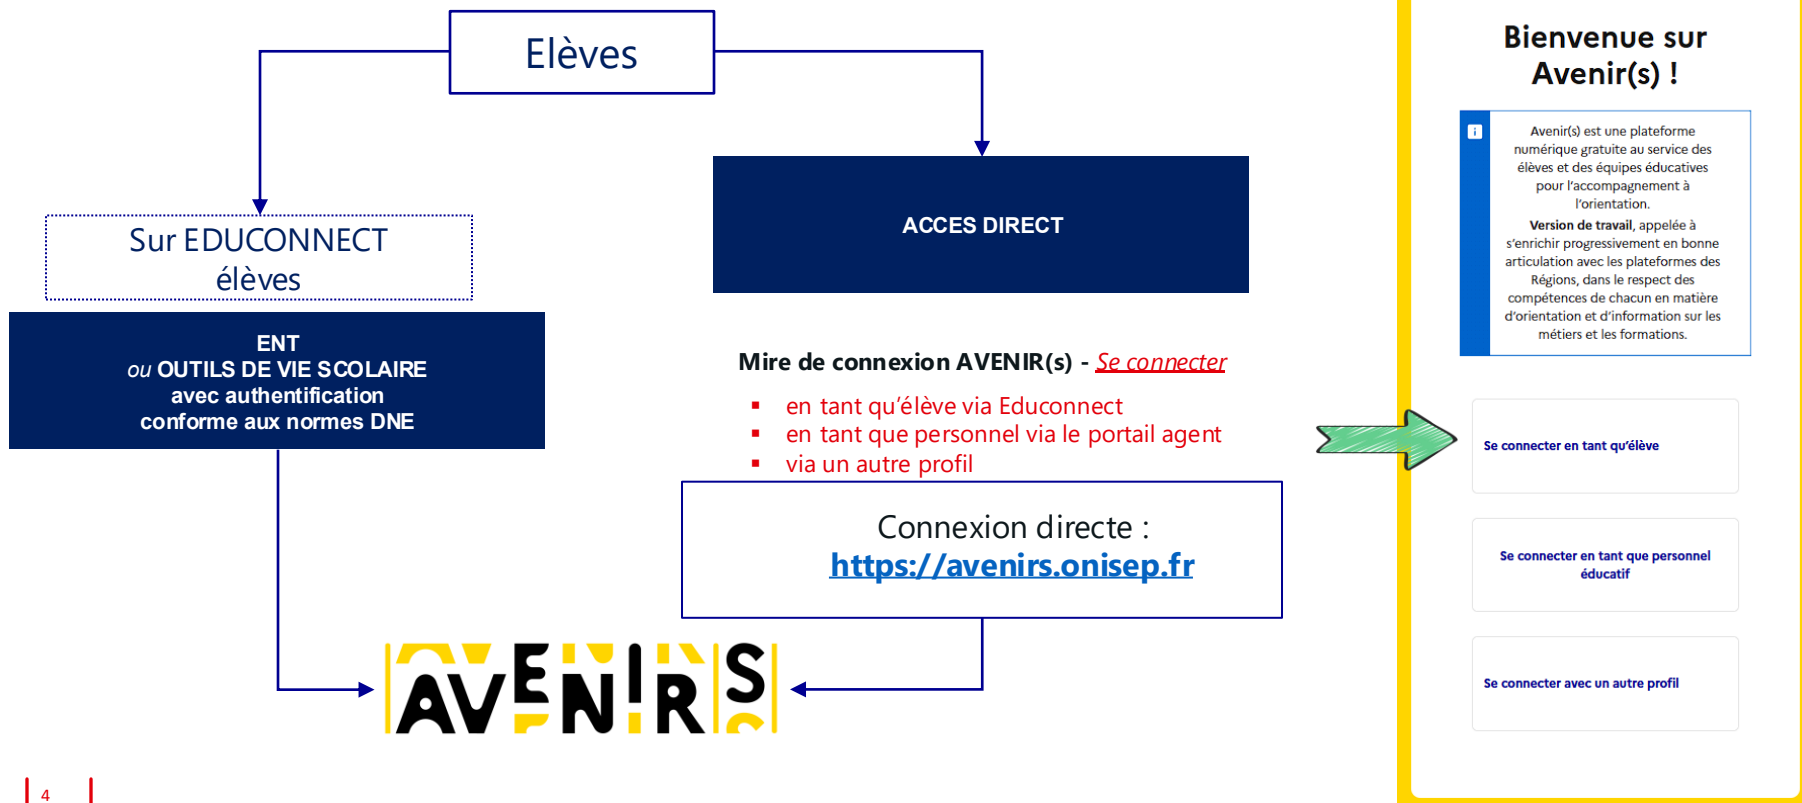 Elèves
Sur EDUCONNECT
élèves
ENT
ou OUTILS DE VIE SCOLAIRE
avec authentification
conforme aux normes DNE
ACCES DIRECT
Mire de connexion AVENIR(s) - Se connecter
▪ en tant qu’élève via Educonnect
▪ en tant que personnel via le portail agent
▪ via un autre profil
Connexion directe :
https://avenirs.onisep.fr
AVENIRS
Bienvenue sur
Avenir(s) !
i
Avenir(s) est une plateforme
numérique gratuite au service des
élèves et des équipes éducatives
pour l’accompagnement à
l’orientation.
Version de travail, appelée à
s’enrichir progressivement en bonne
articulation avec les plateformes des
Régions, dans le respect des
compétences de chacun en matière
d’orientation et d’information sur les
métiers et les formations.
Se connecter en tant qu’élève
Se connecter en tant que personnel
éducatif
Se connecter avec un autre profil
4